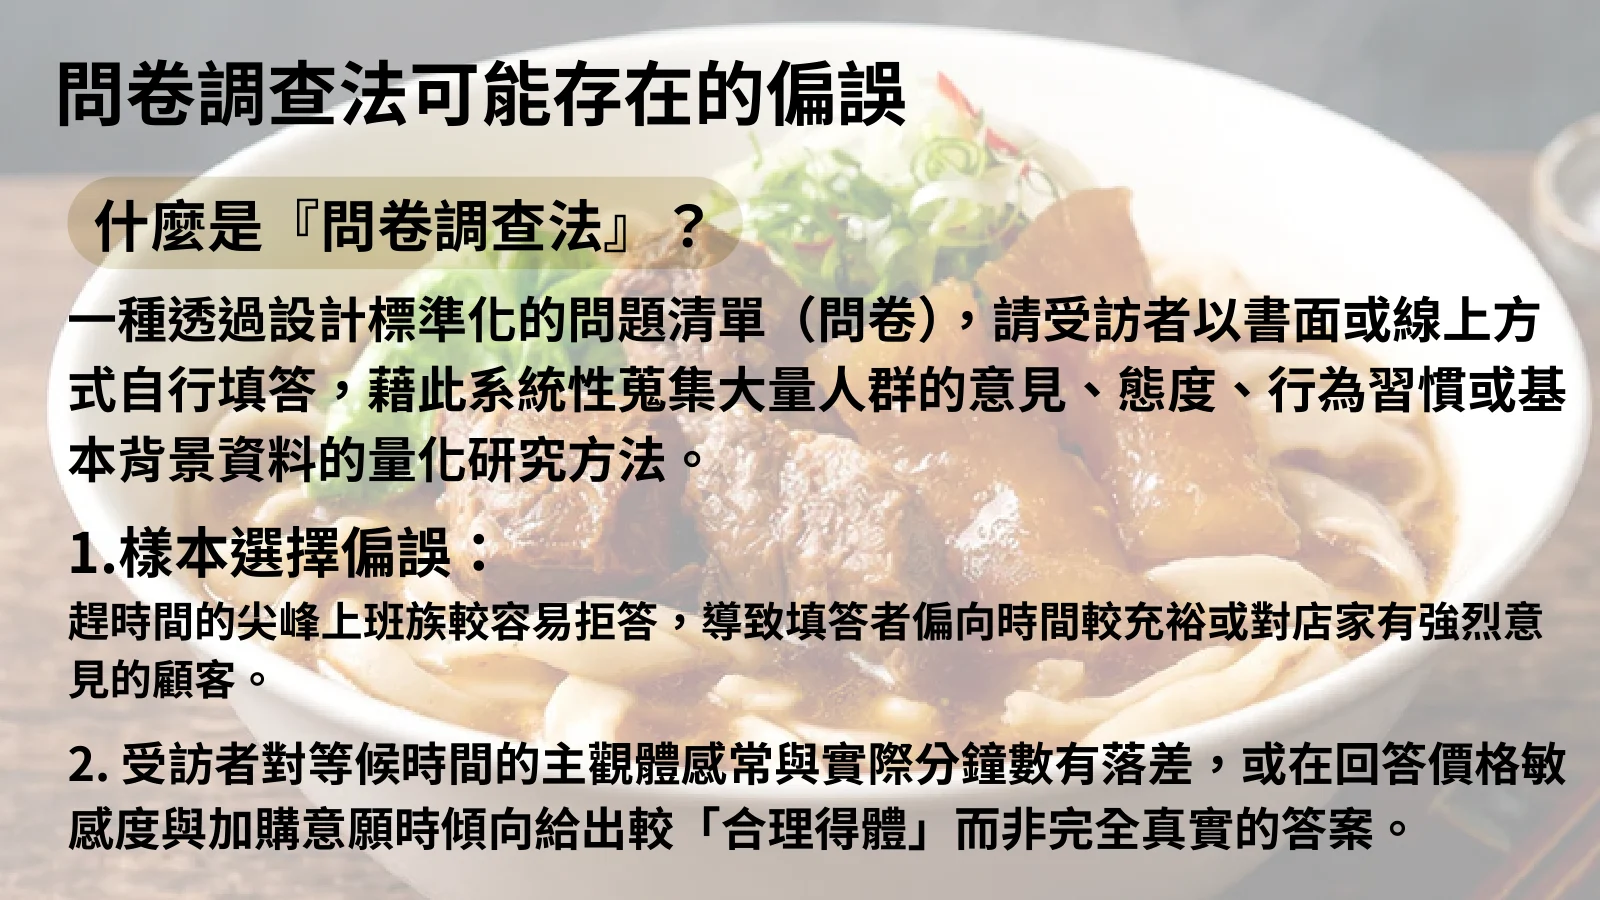 問卷調查法可能存在的偏誤
什麼是『問卷調查法』？
一種透過設計標準化的問題清單（問卷），請受訪者以書面或線上方
式自行填答，藉此系統性蒐集大量人群的意見、態度、行為習慣或基
本背景資料的量化研究方法。
1.樣本選擇偏誤：
趕時間的尖峰上班族較容易拒答，導致填答者偏向時間較充裕或對店家有強烈意
見的顧客。
2. 受訪者對等候時間的主觀體感常與實際分鐘數有落差，或在回答價格敏
感度與加購意願時傾向給出較「合理得體」而非完全真實的答案。